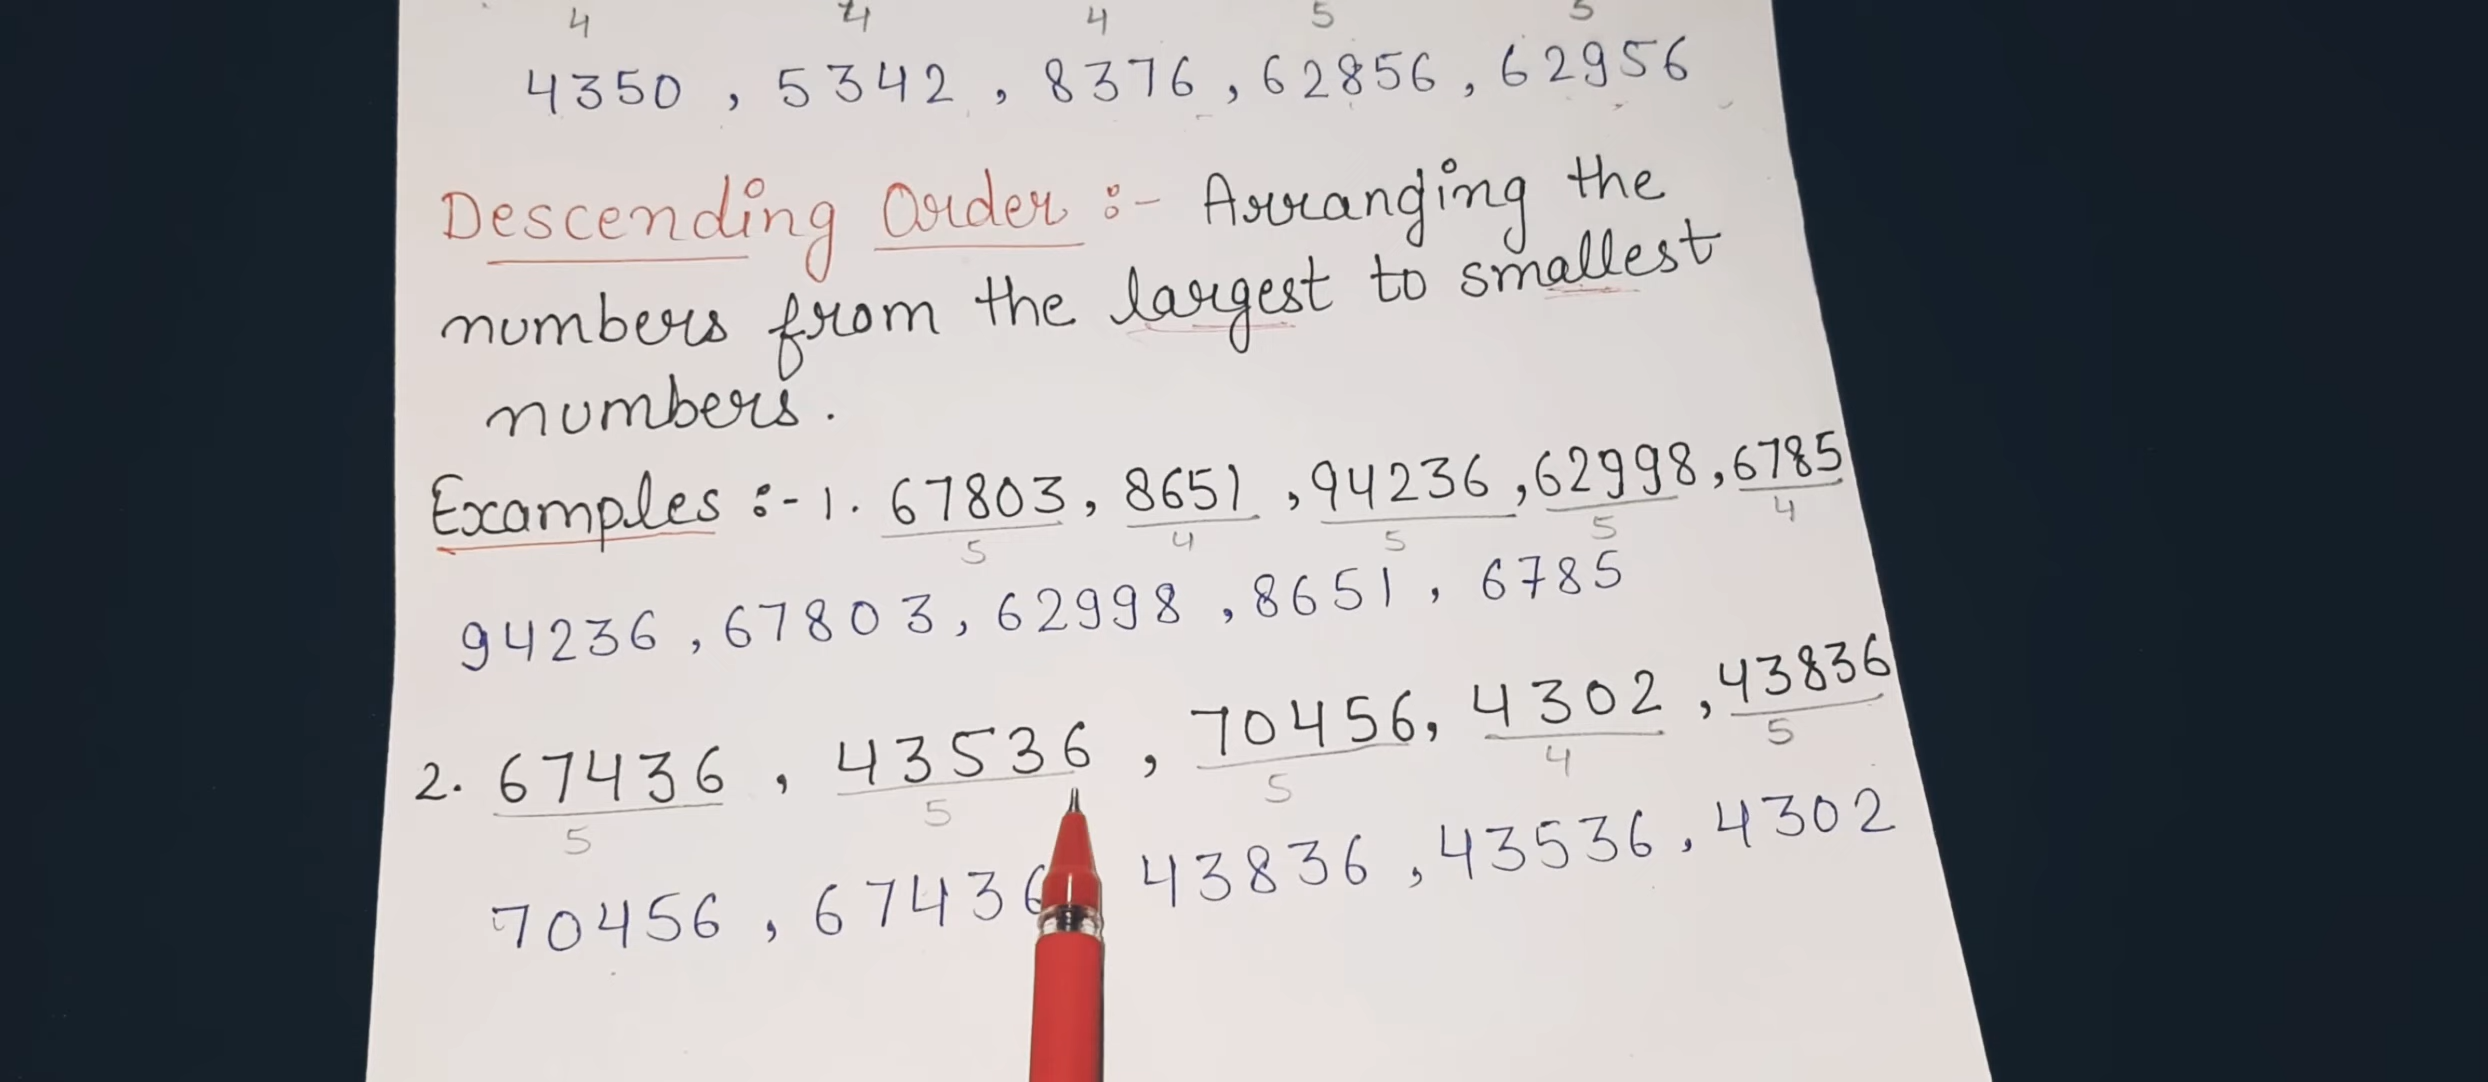 4 4 4 5 5
4350 , 5342 , 8376 , 62856 , 62956
Descending Order :- Arranging the
numbers from the largest to smallest
numbers.
Examples :- 1. 67803 , 8651 , 94236 , 62998 , 6785
5 4 5 5 4
94236 , 67803 , 62998 , 8651 , 6785
2. 67436 , 43536 , 70456 , 4302 , 43836
5 5 5 4 5
70456 , 67436 43836 , 43536 , 4302